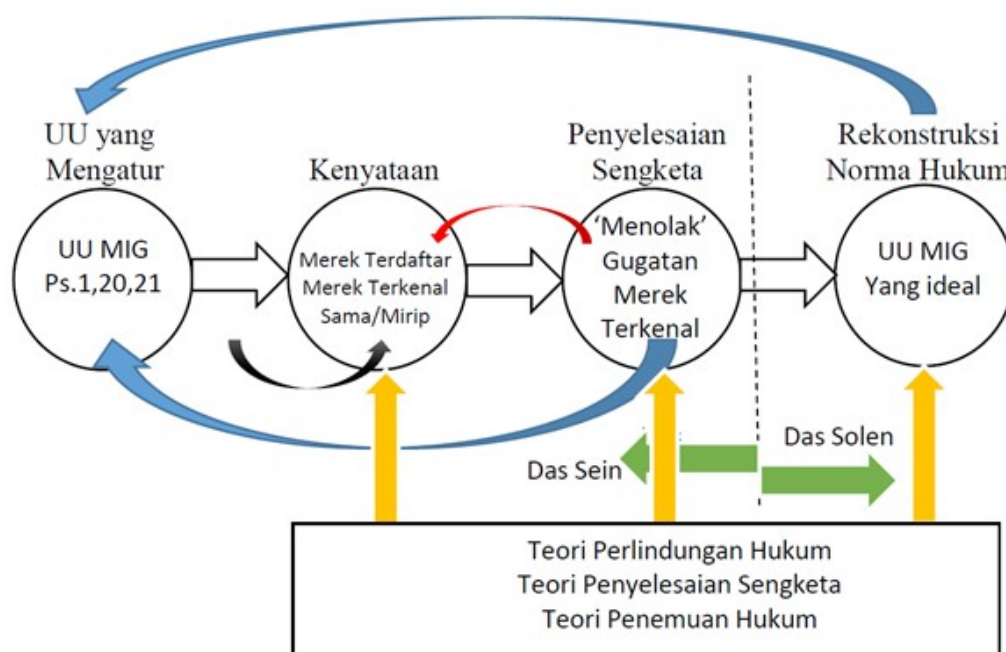 UU yang
Mengatur
UU MIG
Ps.1,20,21
Kenyataan
Merek Terdaftar
Merek Terkenal
Sama/Mirip
Penyelesaian
Sengketa
‘Menolak’
Gugatan
Merek
Terkenal
Rekonstruksi
Norma Hukum
UU MIG
Yang ideal
Das Sein
Das Solen
Teori Perlindungan Hukum
Teori Penyelesaian Sengketa
Teori Penemuan Hukum